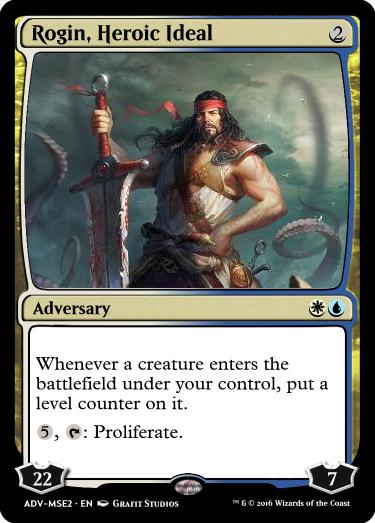 Rogin, Heroic Ideal 2
Adversary
Whenever a creature enters the
battlefield under your control, put a
level counter on it.
5, : Proliferate.
22
7
ADV-MSE2 · EN Grafit Studios
™ & © 2016 Wizards of the Coast